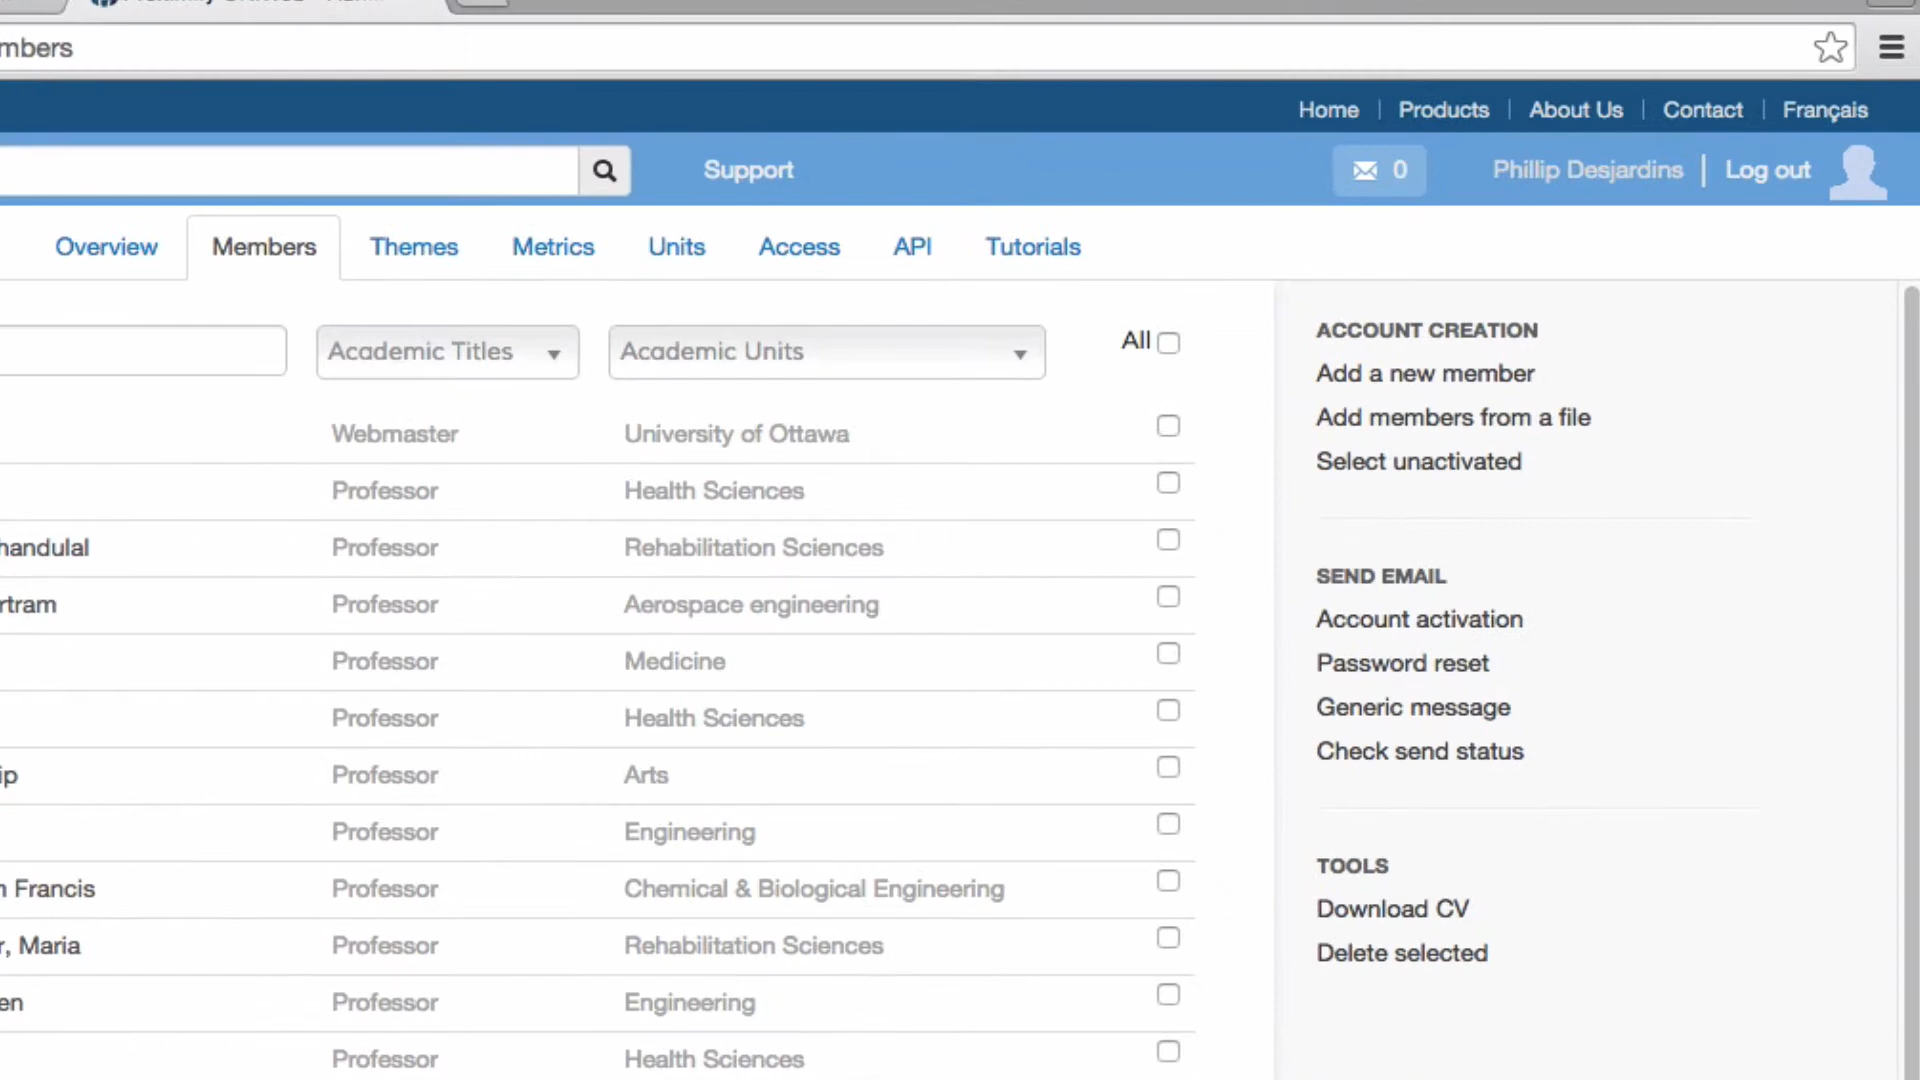 mbers
Home | Products | About Us | Contact | Français
Support 0 Phillip Desjardins | Log out
Overview Members Themes Metrics Units Access API Tutorials
Academic Titles Academic Units All
Webmaster University of Ottawa
Professor Health Sciences
handulal Professor Rehabilitation Sciences
rtram Professor Aerospace engineering
Professor Medicine
Professor Health Sciences
ip Professor Arts
Professor Engineering
n Francis Professor Chemical & Biological Engineering
r, Maria Professor Rehabilitation Sciences
en Professor Engineering
Professor Health Sciences
ACCOUNT CREATION
Add a new member
Add members from a file
Select unactivated
SEND EMAIL
Account activation
Password reset
Generic message
Check send status
TOOLS
Download CV
Delete selected